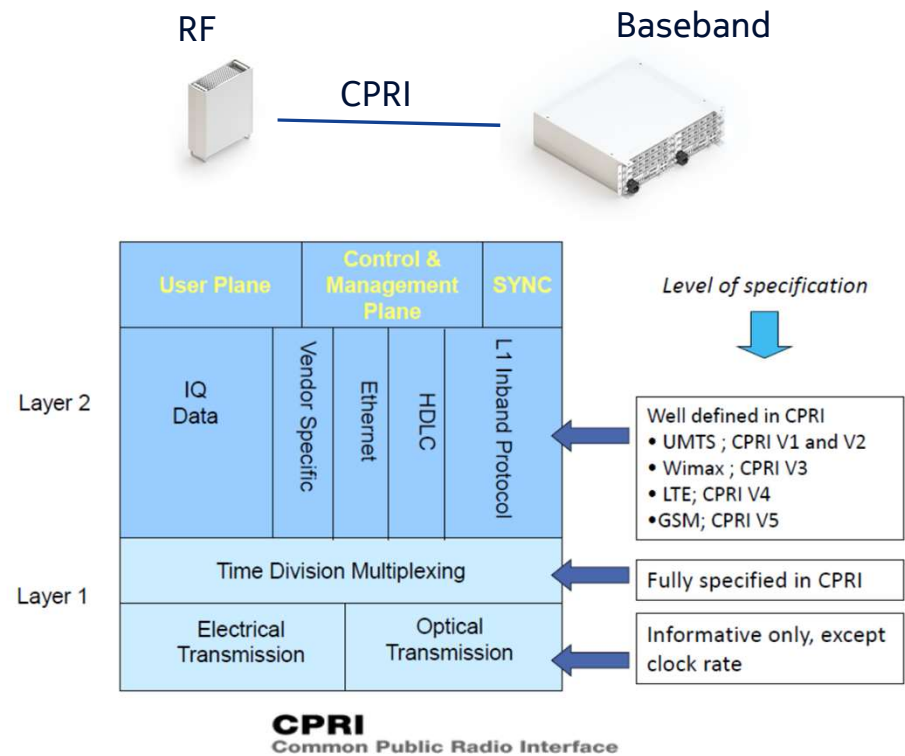 RF
Baseband
CPRI
User Plane
Control &
Management
Plane
SYNC
Level of specification
Layer 2
IQ
Data
Vendor Specific
Ethernet
HDLC
L1 Inband Protocol
Well defined in CPRI
• UMTS ; CPRI V1 and V2
• Wimax ; CPRI V3
• LTE; CPRI V4
•GSM; CPRI V5
Layer 1
Time Division Multiplexing
Fully specified in CPRI
Electrical
Transmission
Optical
Transmission
Informative only, except
clock rate
CPRI
Common Public Radio Interface